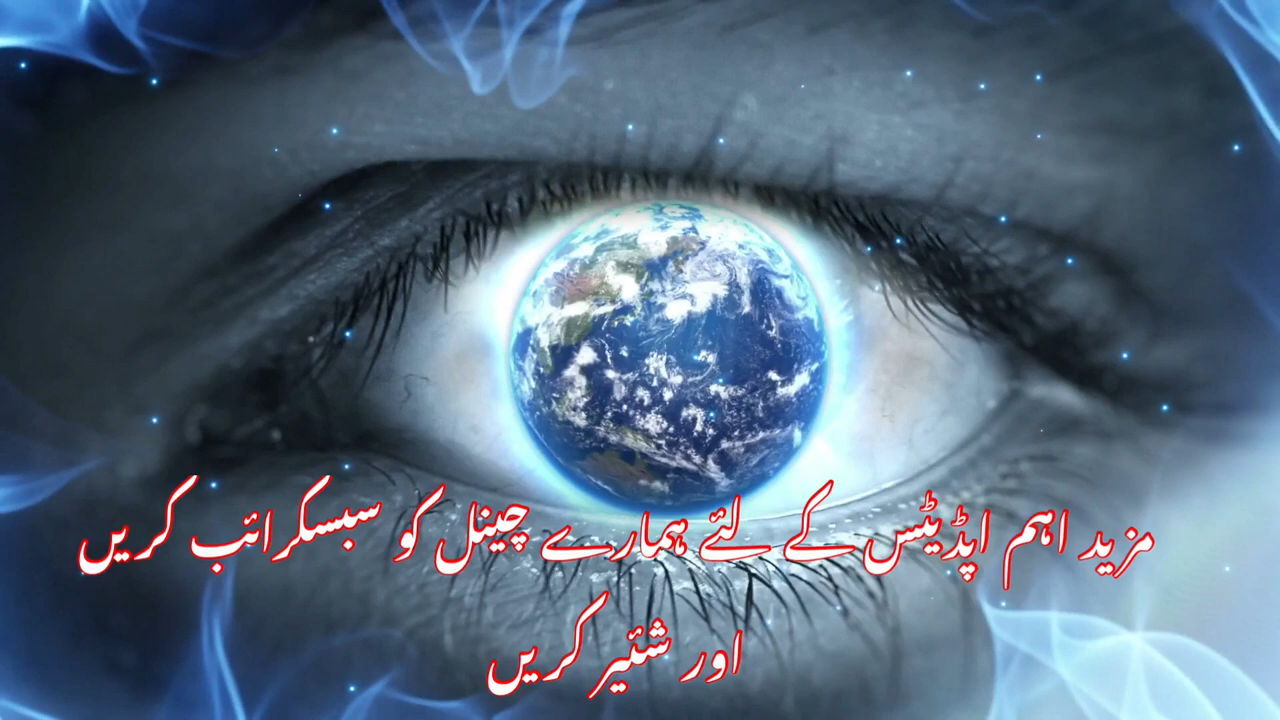 مزید اہم اپڈیٹس کے لئے ہمارے چینل کو سبسکرائب کریں
اور شئیر کریں